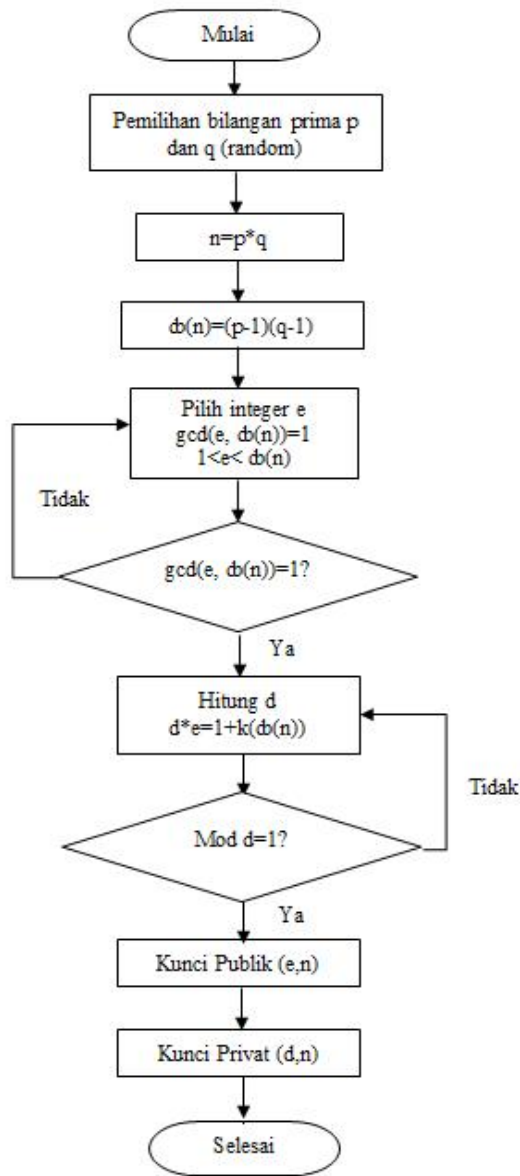 Mulai
Pemilihan bilangan prima p
dan q (random)
n=p*q
ȸ(n)=(p-1)(q-1)
Pilih integer e
gcd(e, ȸ(n))=1
1<e< ȸ(n)
Tidak
gcd(e, ȸ(n))=1?
Ya
Hitung d
d*e=1+k(ȸ(n))
Tidak
Mod d=1?
Ya
Kunci Publik (e,n)
Kunci Privat (d,n)
Selesai